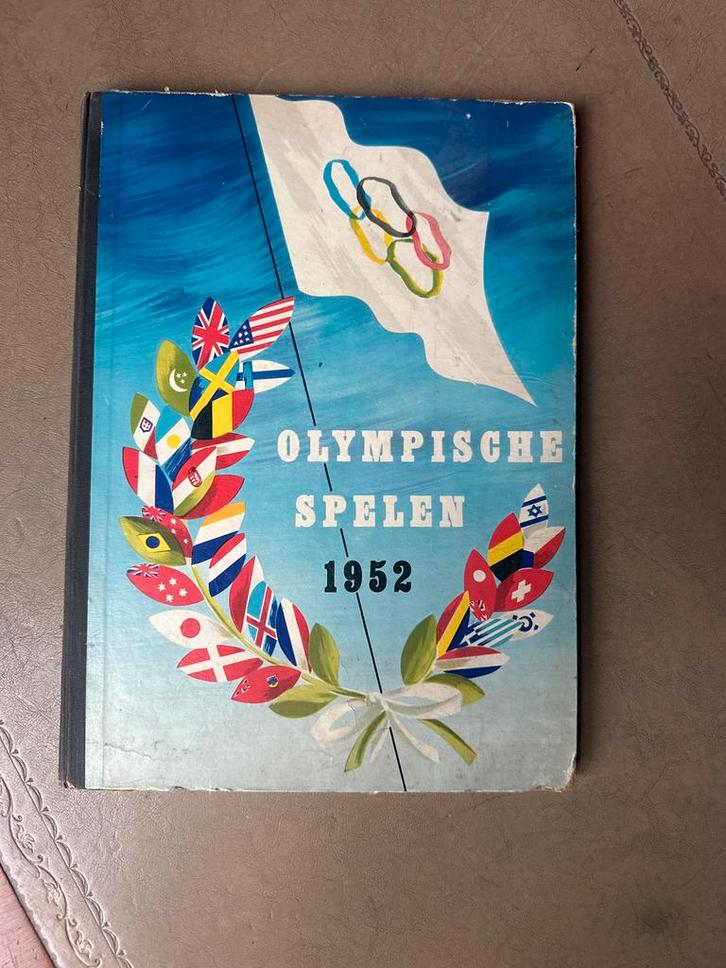 OLYMPISCHE
SPELEN
1952